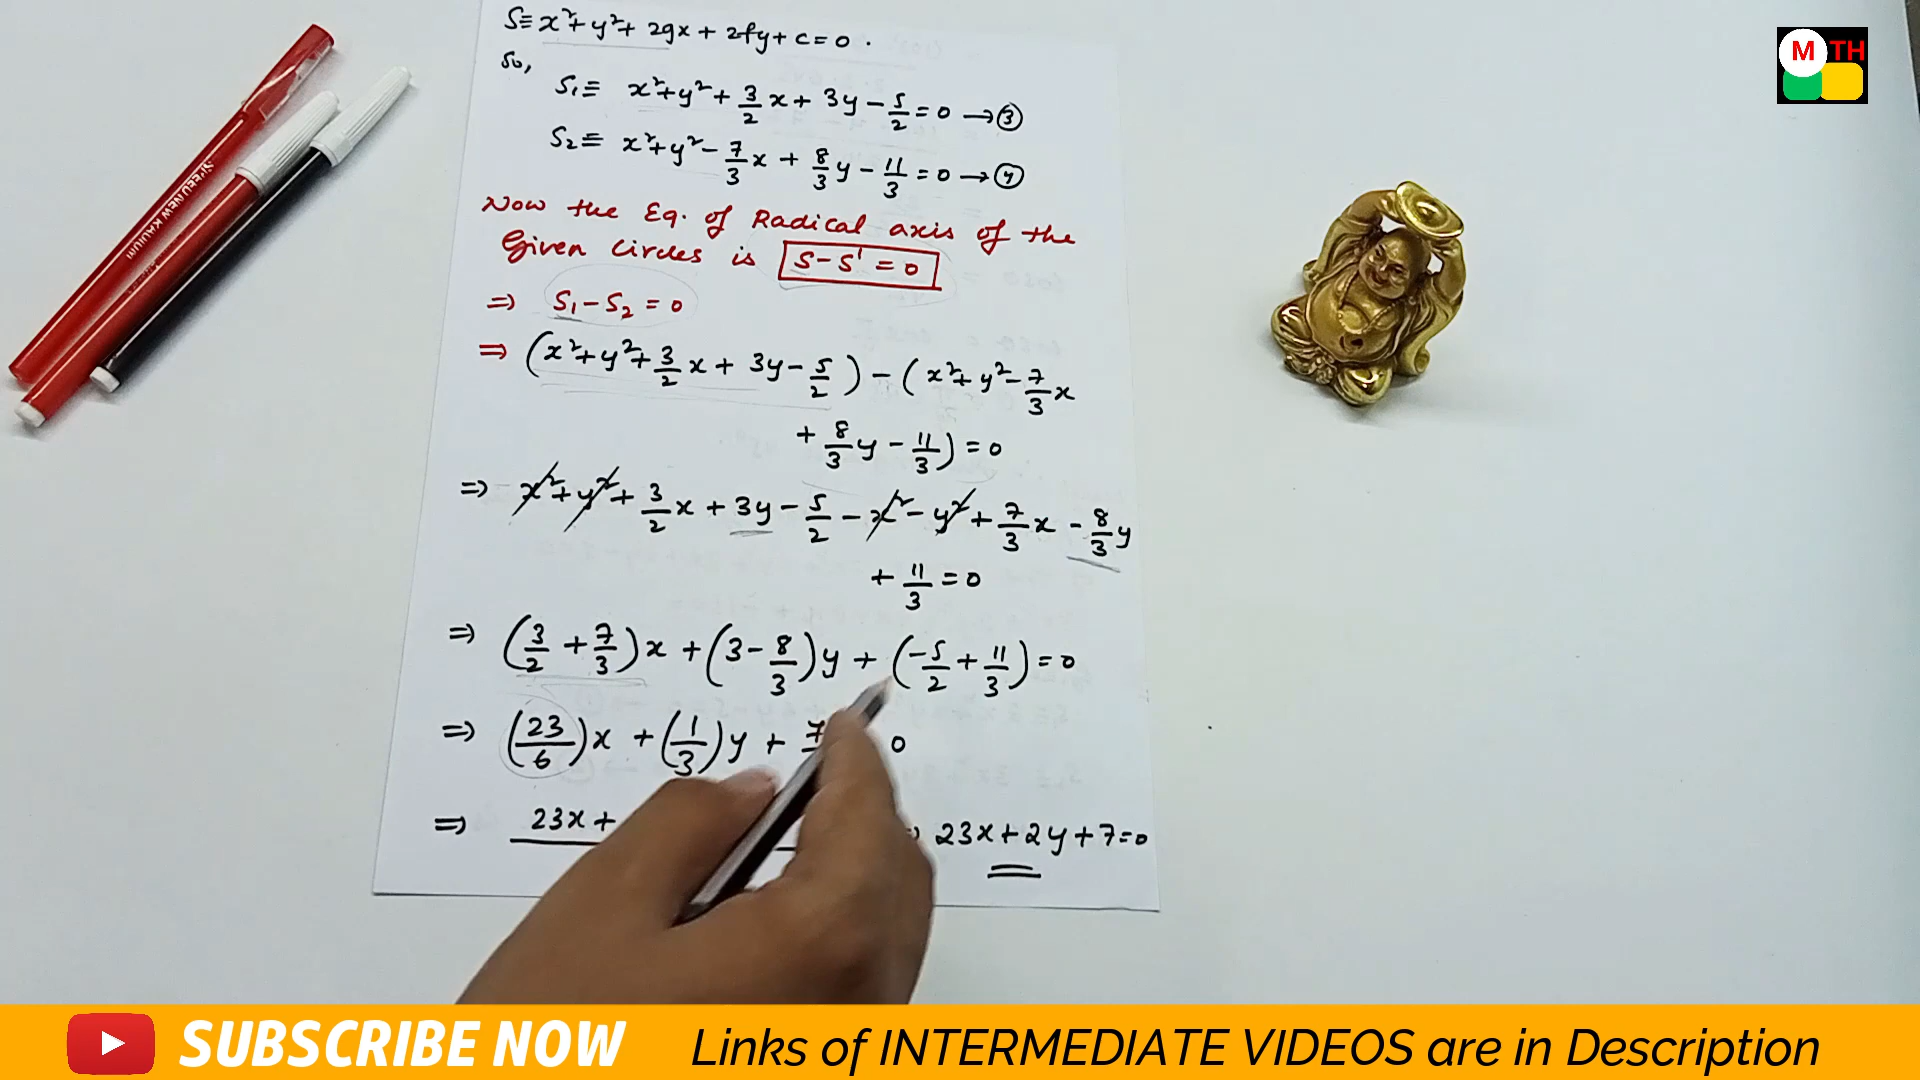 S≡ x²+y²+2gx+2fy+c=0.
So,
S₁≡ x²+y²+3/2x+3y-5/2=0 →③
S₂≡ x²+y²-7/3x+8/3y-11/3=0 →④
Now the Eq. of Radical axis of the
Given Circles is S-S'=0
⇒ S₁-S₂=0
⇒ (x²+y²+3/2x+3y-5/2)-(x²+y²-7/3x
+8/3y-11/3)=0
⇒ x²+y²+3/2x+3y-5/2-x²-y²+7/3x-8/3y
+11/3=0
⇒ (3/2+7/3)x+(3-8/3)y+(-5/2+11/3)=0
⇒ (23/6)x+(1/3)y+7 0
⇒ 23x+ 23x+2y+7=0
M TH
SUBSCRIBE NOW
Links of INTERMEDIATE VIDEOS are in Description